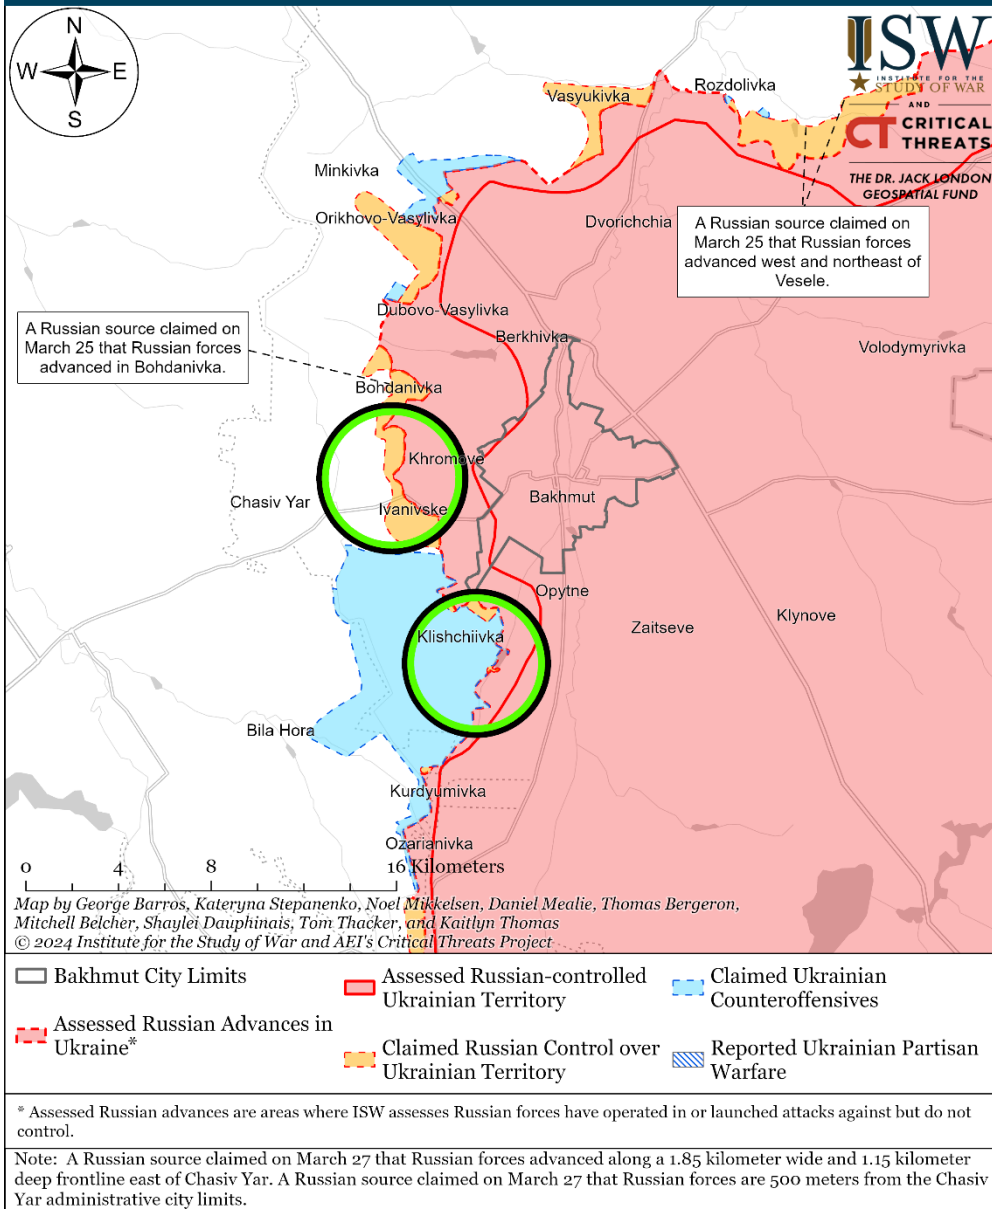 N
W E
S
ISW
INSTITUTE FOR THE
STUDY OF WAR
AND
CT CRITICAL
THREATS
THE DR. JACK LONDON
GEOSPATIAL FUND
Vasyukivka
Rozdolivka
Minkivka
Orikhovo-Vasylivka
Dvorichchia
A Russian source claimed on
March 25 that Russian forces
advanced west and northeast of
Vesele.
Dubovo-Vasylivka
A Russian source claimed on
March 25 that Russian forces
advanced in Bohdanivka.
Berkhivka
Volodymyrivka
Bohdanivka
Khromove
Chasiv Yar
Ivanivske
Bakhmut
Opytne
Klishchiivka
Zaitseve
Klynove
Bila Hora
Kurdyumivka
Ozarianivka
0 4 8 16 Kilometers
Map by George Barros, Kateryna Stepanenko, Noel Mikkelsen, Daniel Mealie, Thomas Bergeron,
Mitchell Belcher, Shaylei Dauphinais, Tom Thacker, and Kaitlyn Thomas
© 2024 Institute for the Study of War and AEI's Critical Threats Project
Bakhmut City Limits
Assessed Russian Advances in
Ukraine*
Assessed Russian-controlled
Ukrainian Territory
Claimed Russian Control over
Ukrainian Territory
Claimed Ukrainian
Counteroffensives
Reported Ukrainian Partisan
Warfare
* Assessed Russian advances are areas where ISW assesses Russian forces have operated in or launched attacks against but do not
control.
Note: A Russian source claimed on March 27 that Russian forces advanced along a 1.85 kilometer wide and 1.15 kilometer
deep frontline east of Chasiv Yar. A Russian source claimed on March 27 that Russian forces are 500 meters from the Chasiv
Yar administrative city limits.